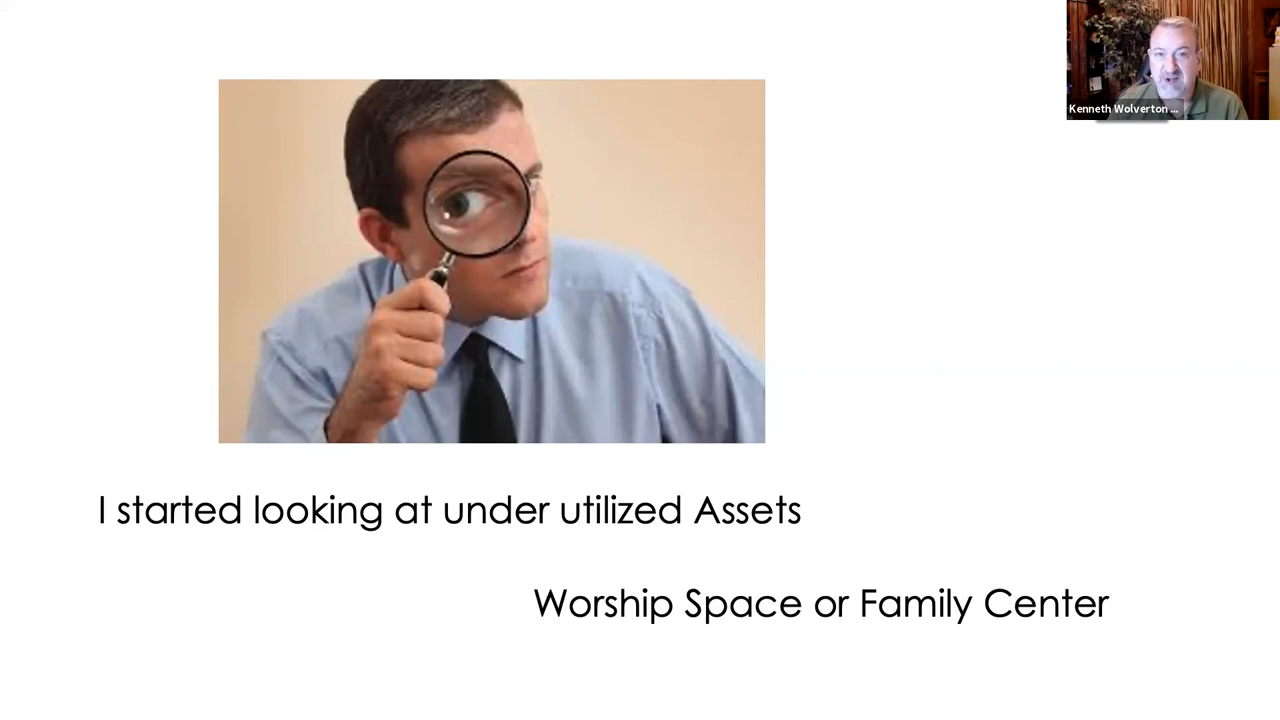 Kenneth Wolverton ...
I started looking at under utilized Assets
Worship Space or Family Center